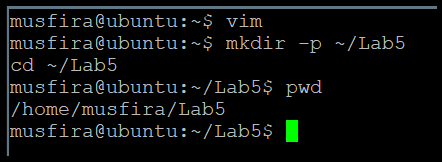 musfira@ubuntu:~$ vim
musfira@ubuntu:~$ mkdir -p ~/Lab5
cd ~/Lab5
musfira@ubuntu:~/Lab5$ pwd
/home/musfira/Lab5
musfira@ubuntu:~/Lab5$